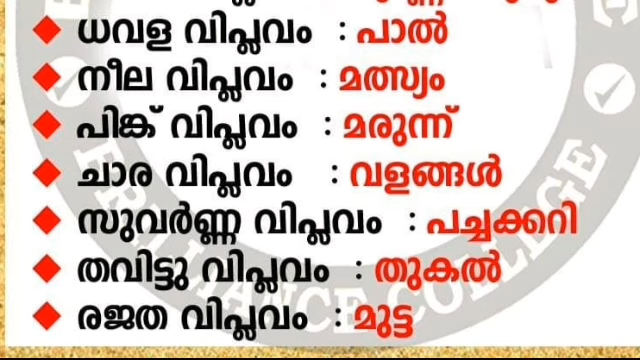 ധവള വിപ്ലവം : പാൽ
നീല വിപ്ലവം : മത്സ്യം
പിങ്ക് വിപ്ലവം : മരുന്ന്
ചാര വിപ്ലവം : വളങ്ങൾ
സുവർണ്ണ വിപ്ലവം : പച്ചക്കറി
തവിട്ടു വിപ്ലവം : തുകൽ
രജത വിപ്ലവം : മുട്ട
COLLEGE